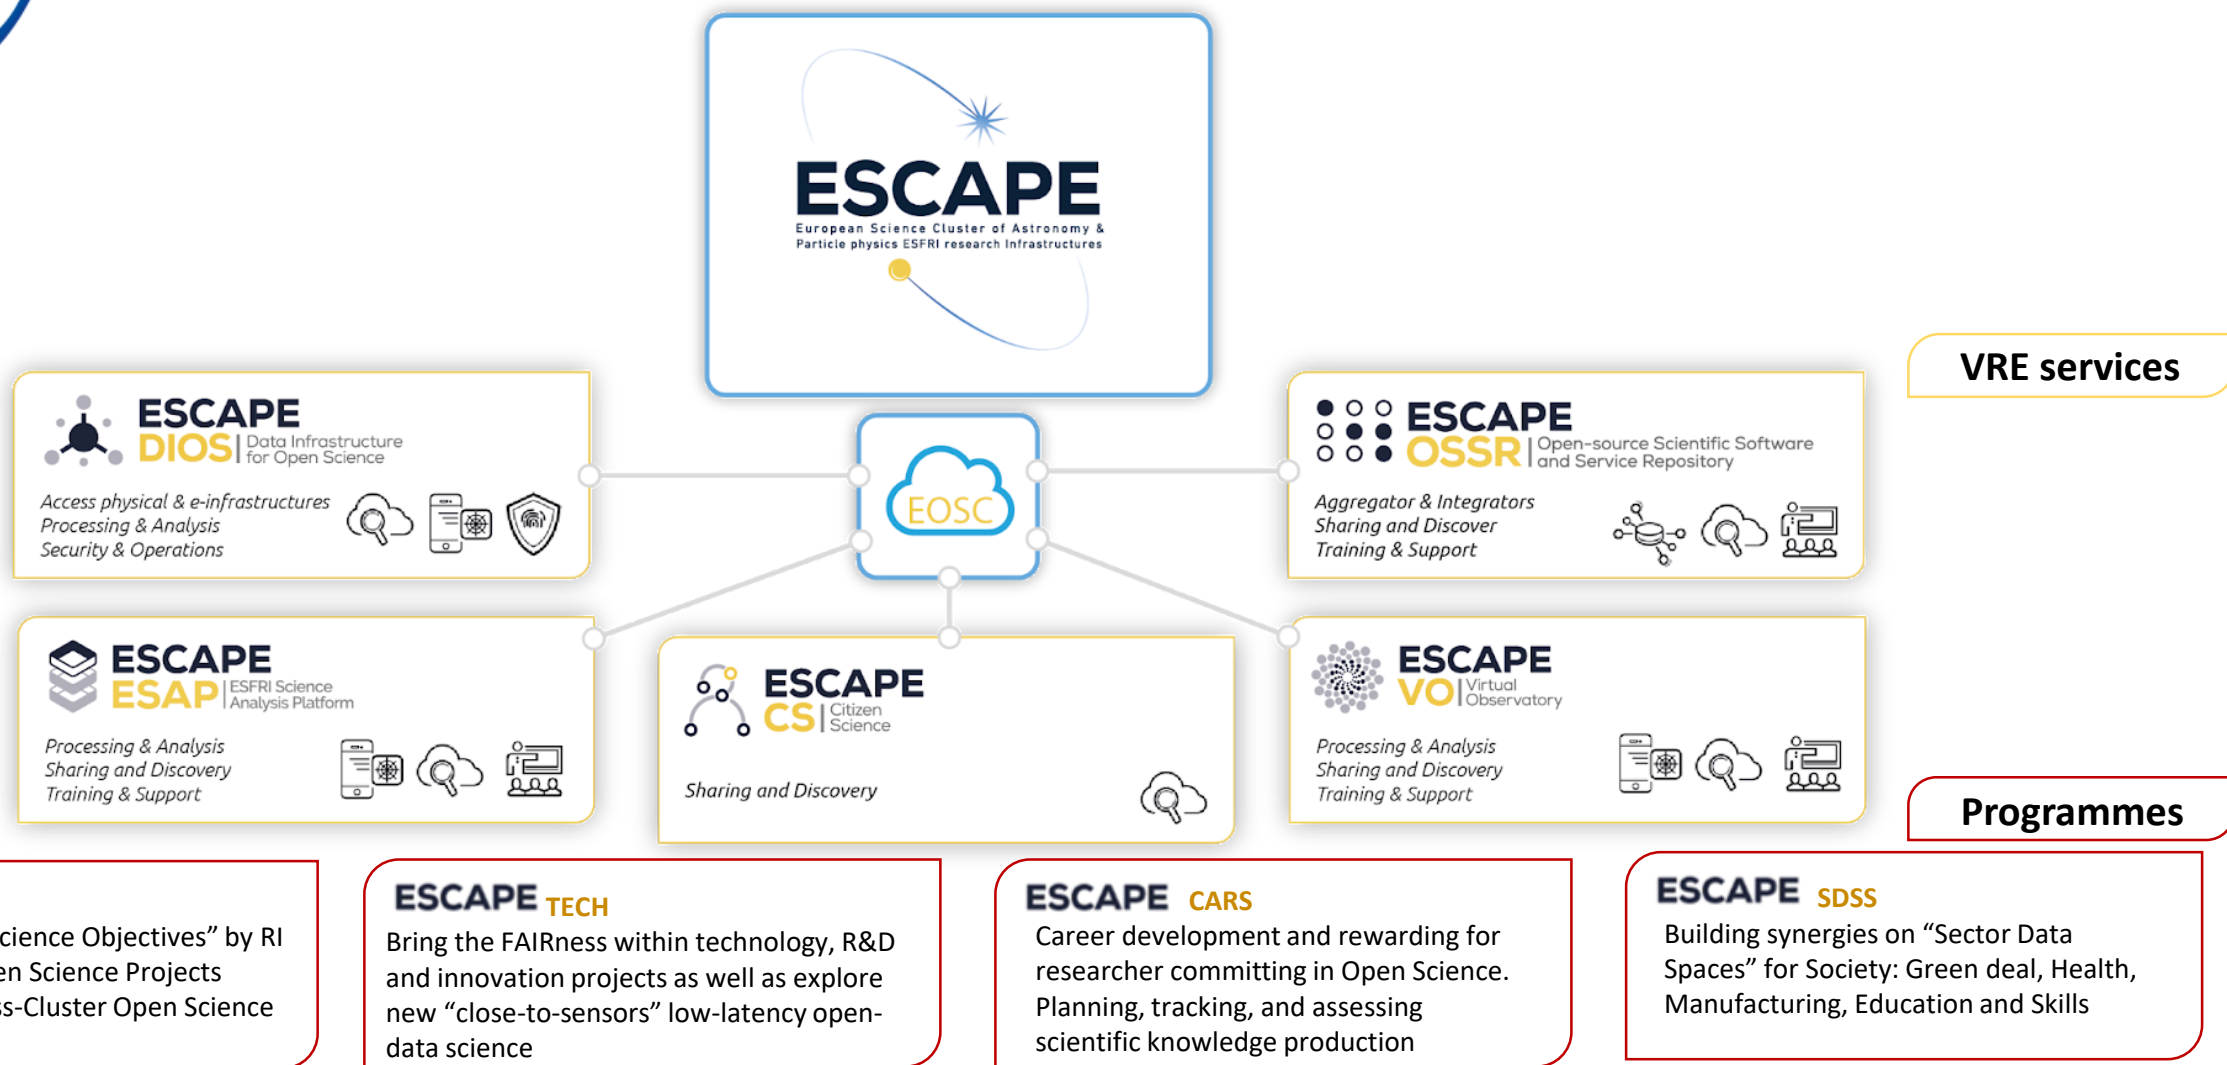 ESCAPE
European Science Cluster of Astronomy &
Particle physics ESFRI research Infrastructures
VRE services
ESCAPE
DIOS | Data Infrastructure
for Open Science
Access physical & e-infrastructures
Processing & Analysis
Security & Operations
EOSC
ESCAPE
OSSR | Open-source Scientific Software
and Service Repository
Aggregator & Integrators
Sharing and Discover
Training & Support
ESCAPE
ESAP | ESFRI Science
Analysis Platform
Processing & Analysis
Sharing and Discovery
Training & Support
ESCAPE
CS | Citizen
Science
Sharing and Discovery
ESCAPE
VO | Virtual
Observatory
Processing & Analysis
Sharing and Discovery
Training & Support
Programmes
cience Objectives” by RI
en Science Projects
s-Cluster Open Science
ESCAPE TECH
Bring the FAIRness within technology, R&D
and innovation projects as well as explore
new “close-to-sensors” low-latency open-
data science
ESCAPE CARS
Career development and rewarding for
researcher committing in Open Science.
Planning, tracking, and assessing
scientific knowledge production
ESCAPE SDSS
Building synergies on “Sector Data
Spaces” for Society: Green deal, Health,
Manufacturing, Education and Skills